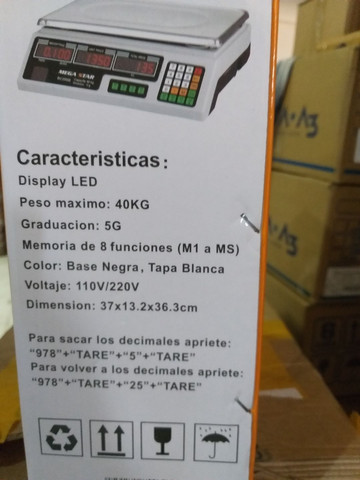 MEGA STAR
Caracteristicas:
Display LED
Peso maximo: 40KG
Graduacion: 5G
Memoria de 8 funciones (M1 a MS)
Color: Base Negra, Tapa Blanca
Voltaje: 110V/220V
Dimension: 37x13.2x36.3cm
Para sacar los decimales apriete:
"978"+"TARE"+"5"+"TARE"
Para volver a los decimales apriete:
"978"+"TARE"+"25"+"TARE"